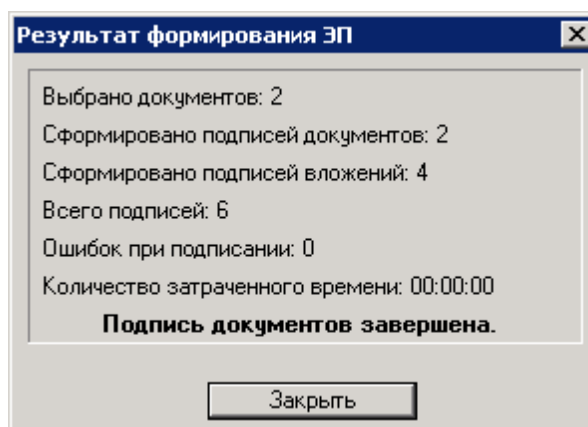 Результат формирования ЭП
Выбрано документов: 2
Сформировано подписей документов: 2
Сформировано подписей вложений: 4
Всего подписей: 6
Ошибок при подписании: 0
Количество затраченного времени: 00:00:00
Подпись документов завершена.
Закрыть